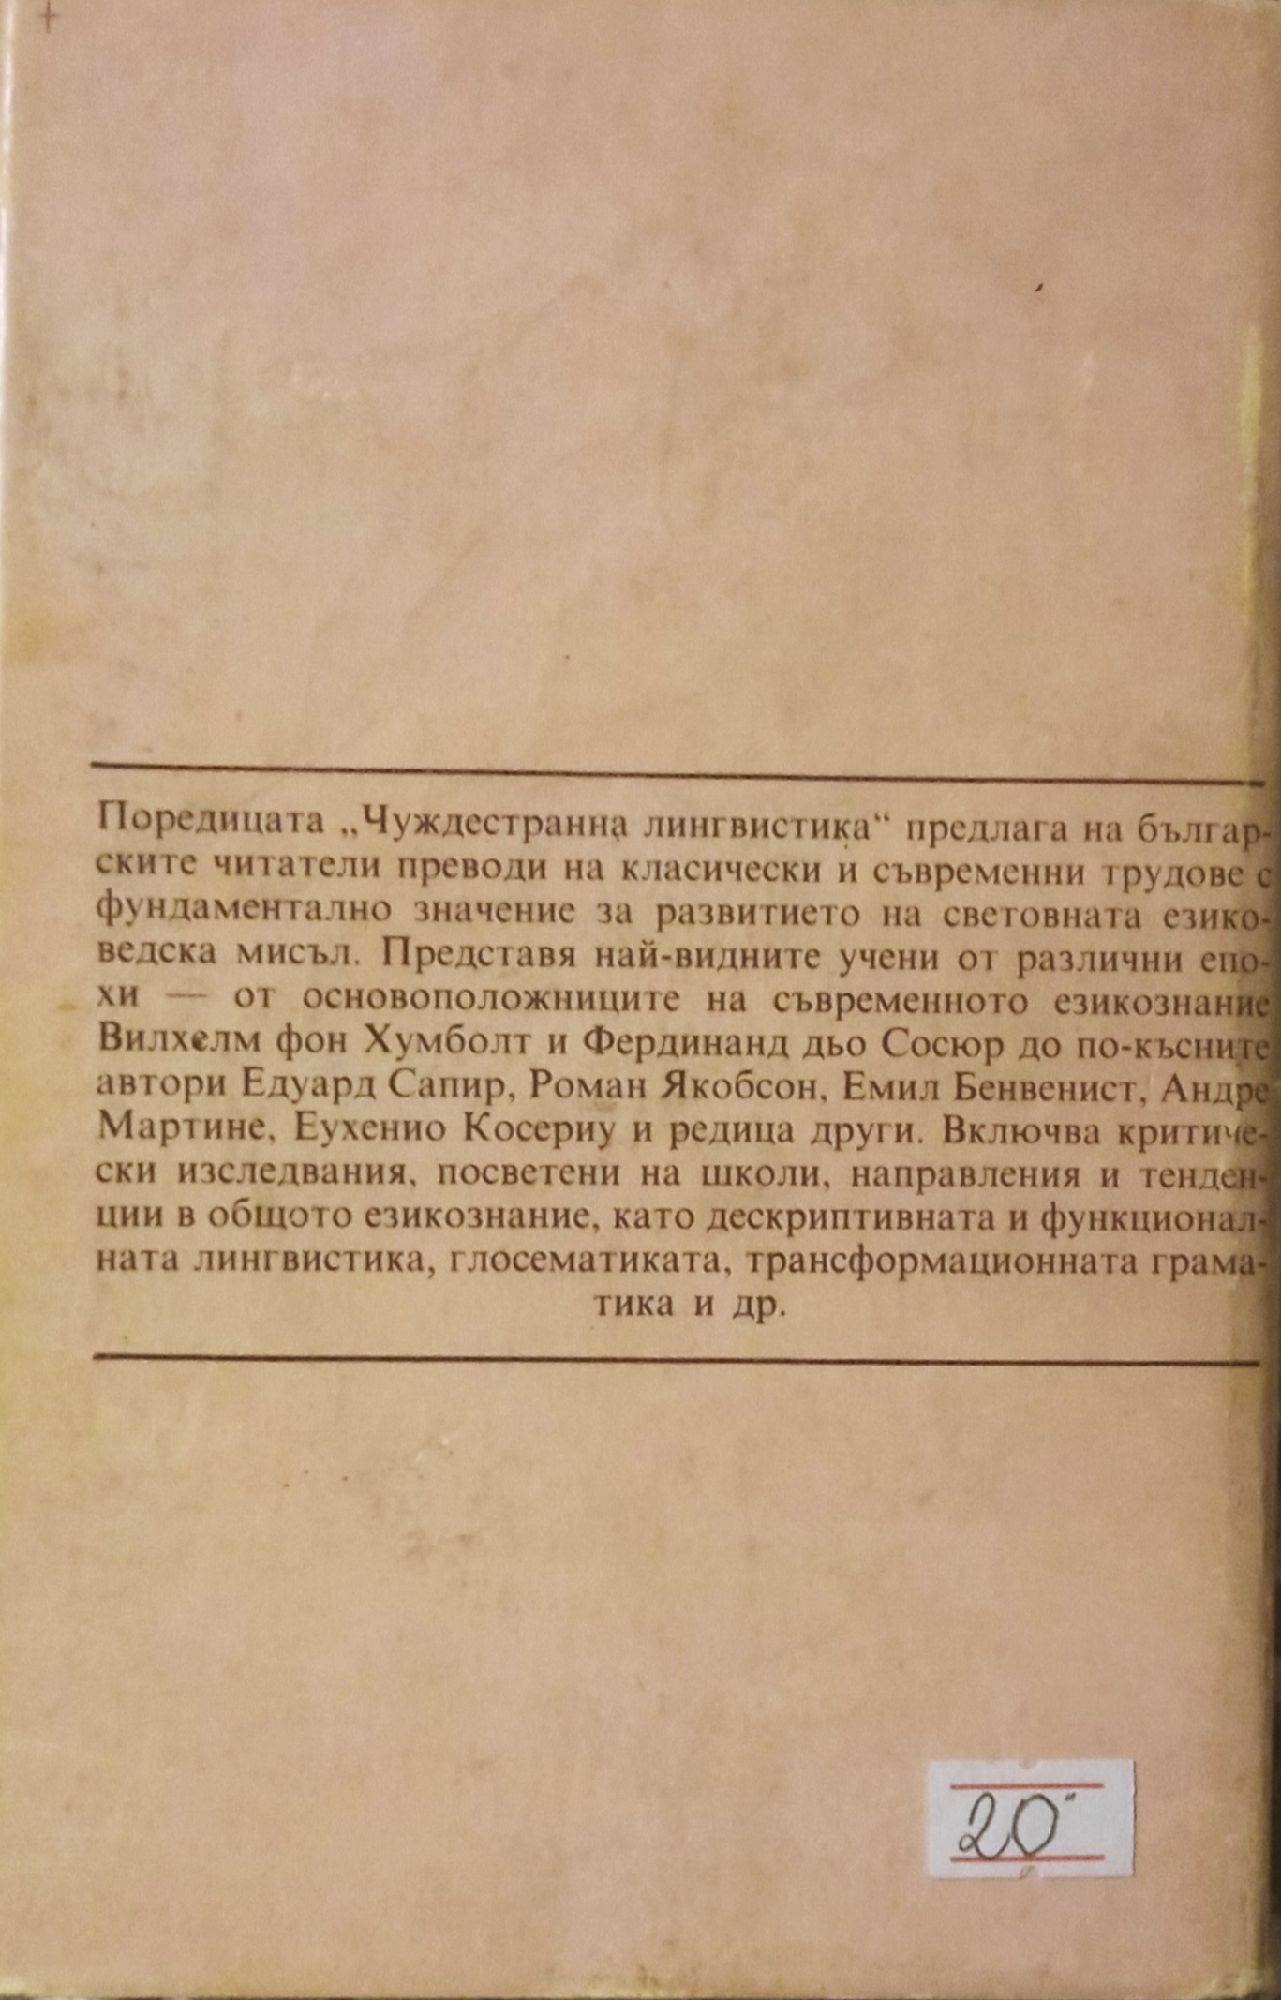 Поредицата „Чуждестранна лингвистика“ предлага на българ-
ските читатели преводи на класически и съвременни трудове с
фундаментално значение за развитието на световната езико-
ведска мисъл. Представя най-видните учени от различни епо-
хи — от основоположниците на съвременното езикознание
Вилхелм фон Хумболт и Фердинанд дьо Сосюр до по-късните
автори Едуард Сапир, Роман Якобсон, Емил Бенвенист, Андре
Мартине, Еухенио Косериу и редица други. Включва критиче-
ски изследвания, посветени на школи, направления и тенден-
ции в общото езикознание, като дескриптивната и функционал-
ната лингвистика, глосематиката, трансформационната грама-
тика и др.
20